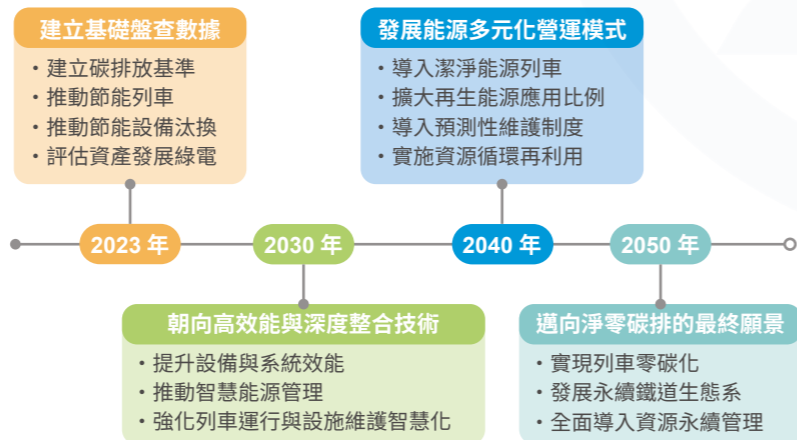 建立基礎盤查數據
・建立碳排放基準
・推動節能列車
・推動節能設備汰換
・評估資產發展綠電
發展能源多元化營運模式
・導入潔淨能源列車
・擴大再生能源應用比例
・導入預測性維護制度
・實施資源循環再利用
2023 年
2030 年
2040 年
2050 年
朝向高效能與深度整合技術
・提升設備與系統效能
・推動智慧能源管理
・強化列車運行與設施維護智慧化
邁向淨零碳排的最終願景
・實現列車零碳化
・發展永續鐵道生態系
・全面導入資源永續管理